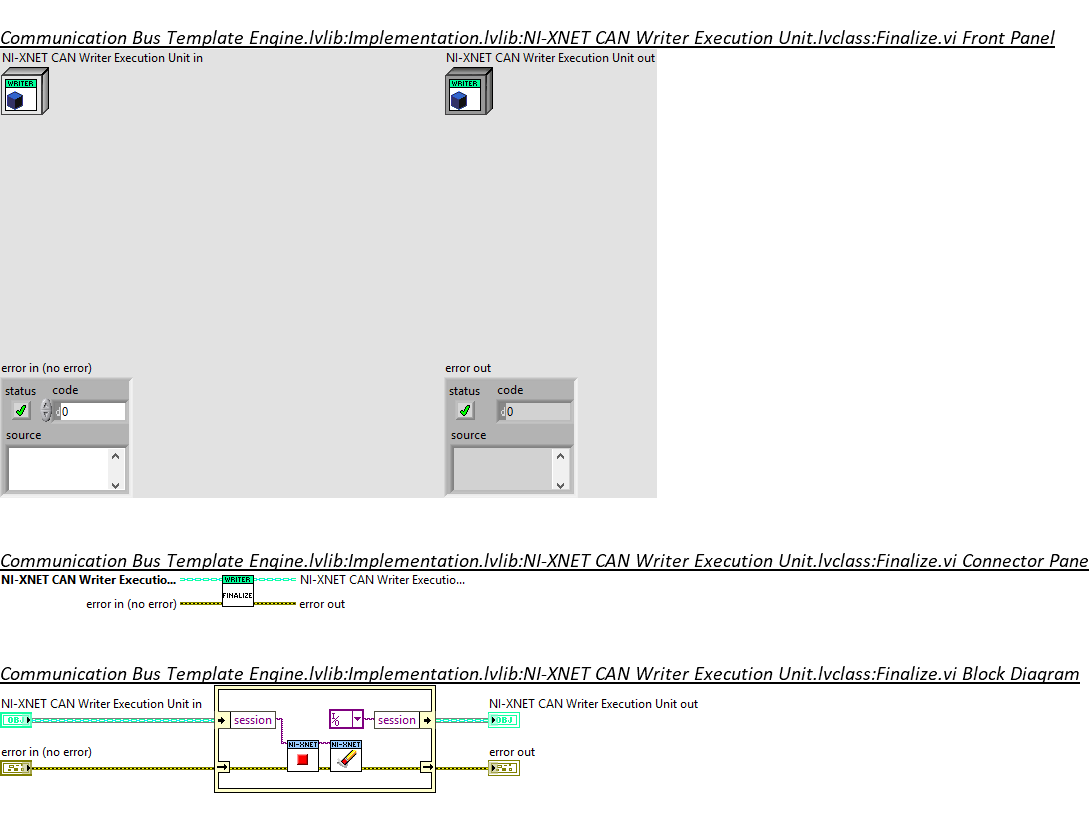 Communication Bus Template Engine.lvlib:Implementation.lvlib:NI-XNET CAN Writer Execution Unit.lvclass:Finalize.vi Front Panel
NI-XNET CAN Writer Execution Unit in
NI-XNET CAN Writer Execution Unit out
WRITER
WRITER
error in (no error)
error out
status
code
status
code
d
0
d
0
source
source
Communication Bus Template Engine.lvlib:Implementation.lvlib:NI-XNET CAN Writer Execution Unit.lvclass:Finalize.vi Connector Pane
NI-XNET CAN Writer Executio...
WRITER
NI-XNET CAN Writer Executio...
FINALIZE
error in (no error)
error out
Communication Bus Template Engine.lvlib:Implementation.lvlib:NI-XNET CAN Writer Execution Unit.lvclass:Finalize.vi Block Diagram
NI-XNET CAN Writer Execution Unit in
NI-XNET CAN Writer Execution Unit out
OBJ
session
I/O
session
OBJ
NI-XNET
NI-XNET
error in (no error)
error out